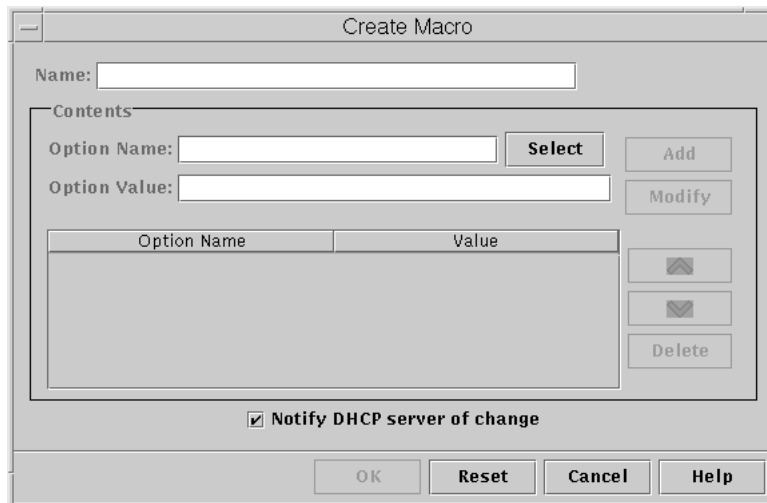 Create Macro
Name:
Contents
Option Name: Select Add
Option Value: Modify
Option Name Value
Delete
Notify DHCP server of change
OK Reset Cancel Help